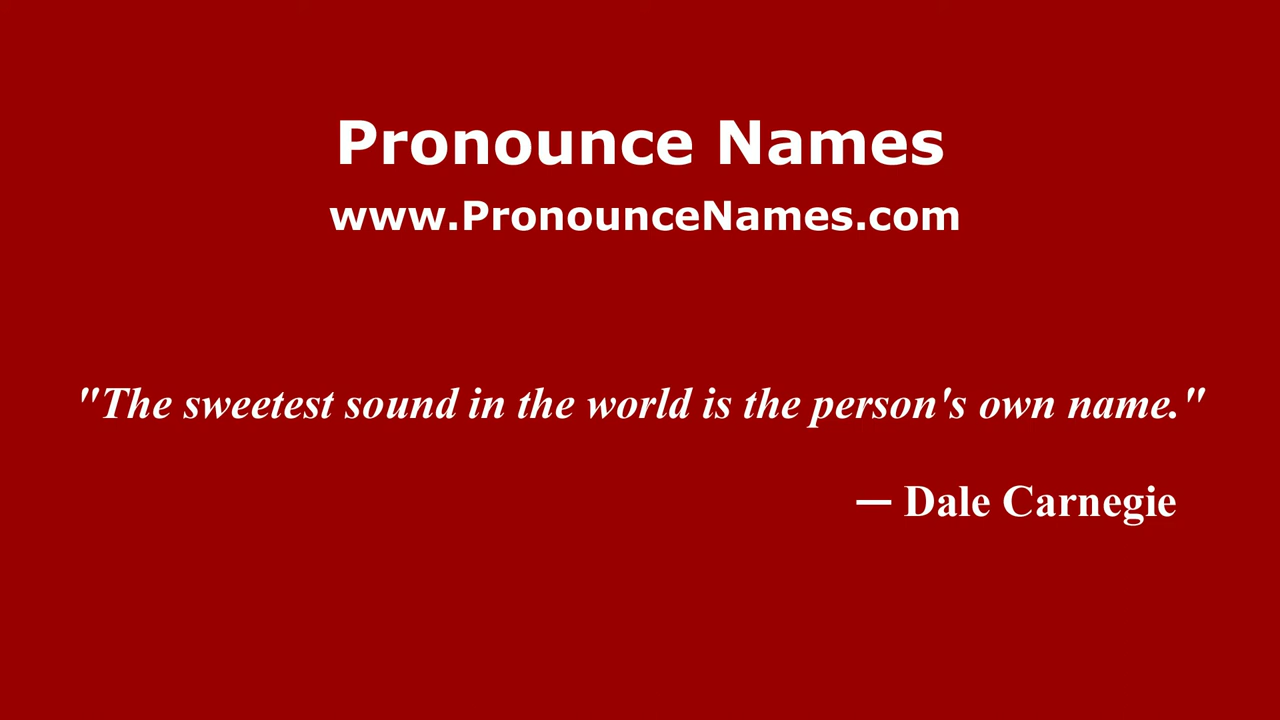 Pronounce Names
www.PronounceNames.com
"The sweetest sound in the world is the person's own name."
— Dale Carnegie